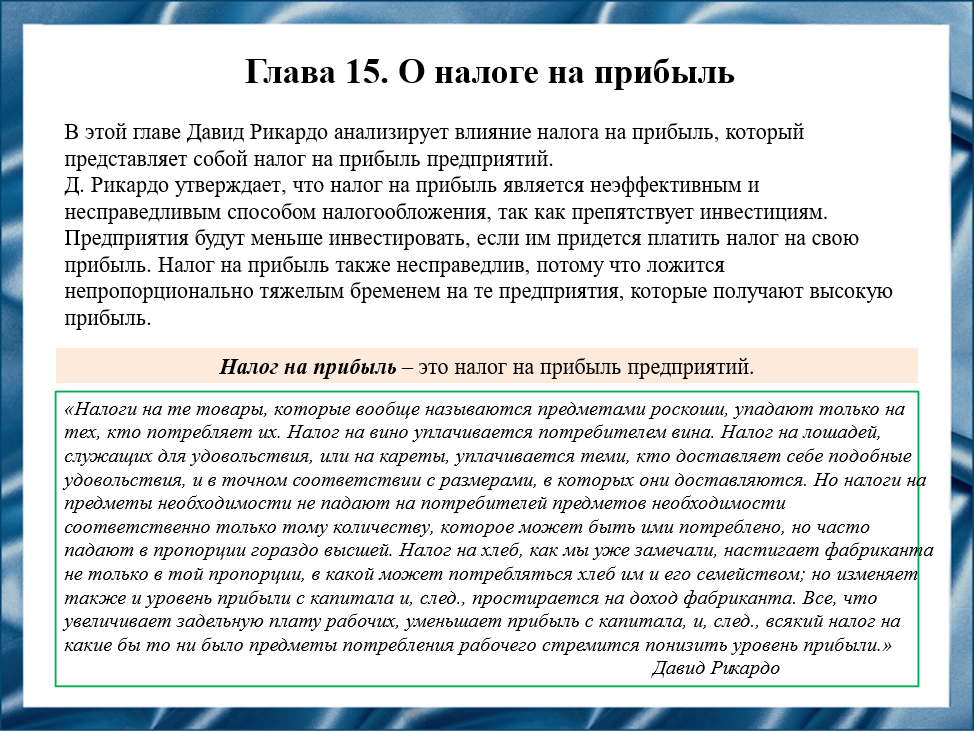 Глава 15. О налоге на прибыль
В этой главе Давид Рикардо анализирует влияние налога на прибыль, который
представляет собой налог на прибыль предприятий.
Д. Рикардо утверждает, что налог на прибыль является неэффективным и
несправедливым способом налогообложения, так как препятствует инвестициям.
Предприятия будут меньше инвестировать, если им придется платить налог на свою
прибыль. Налог на прибыль также несправедлив, потому что ложится
непропорционально тяжелым бременем на те предприятия, которые получают высокую
прибыль.
Налог на прибыль – это налог на прибыль предприятий.
«Налоги на те товары, которые вообще называются предметами роскоши, упадают только на
тех, кто потребляет их. Налог на вино уплачивается потребителем вина. Налог на лошадей,
служащих для удовольствия, или на кареты, уплачивается теми, кто доставляет себе подобные
удовольствия, и в точном соответствии с размерами, в которых они доставляются. Но налоги на
предметы необходимости не падают на потребителей предметов необходимости
соответственно только тому количеству, которое может быть ими потреблено, но часто
падают в пропорции гораздо высшей. Налог на хлеб, как мы уже замечали, настигает фабриканта
не только в той пропорции, в какой может потребляться хлеб им и его семейством; но изменяет
также и уровень прибыли с капитала и, след., простирается на доход фабриканта. Все, что
увеличивает задельную плату рабочих, уменьшает прибыль с капитала, и, след., всякий налог на
какие бы то ни было предметы потребления рабочего стремится понизить уровень прибыли.»
Давид Рикардо